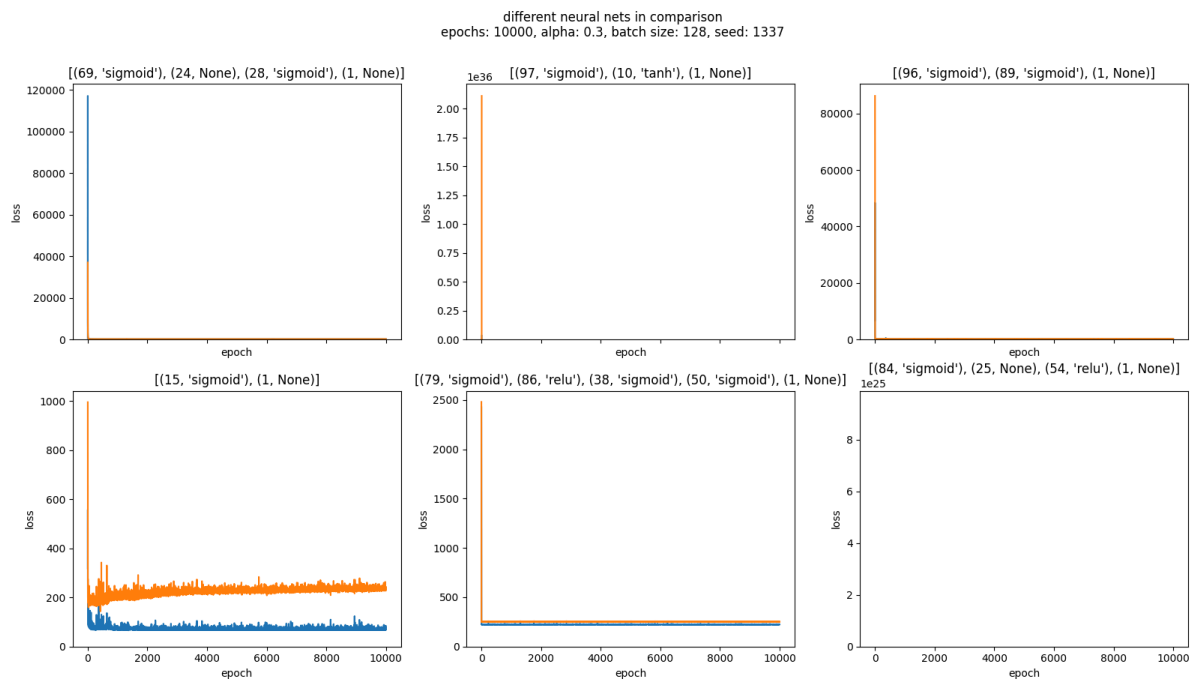 different neural nets in comparison
epochs: 10000, alpha: 0.3, batch size: 128, seed: 1337
[(69, 'sigmoid'), (24, None), (28, 'sigmoid'), (1, None)]
120000
100000
80000
60000
40000
20000
0
loss
epoch
[(97, 'sigmoid'), (10, 'tanh'), (1, None)]
1e36
2.00
1.75
1.50
1.25
1.00
0.75
0.50
0.25
0.00
loss
epoch
[(96, 'sigmoid'), (89, 'sigmoid'), (1, None)]
80000
60000
40000
20000
0
loss
epoch
[(15, 'sigmoid'), (1, None)]
1000
800
600
400
200
0
loss
0 2000 4000 6000 8000 10000
epoch
[(79, 'sigmoid'), (86, 'relu'), (38, 'sigmoid'), (50, 'sigmoid'), (1, None)]
2500
2000
1500
1000
500
0
loss
0 2000 4000 6000 8000 10000
epoch
[(84, 'sigmoid'), (25, None), (54, 'relu'), (1, None)]
1e25
8
6
4
2
0
loss
0 2000 4000 6000 8000 10000
epoch